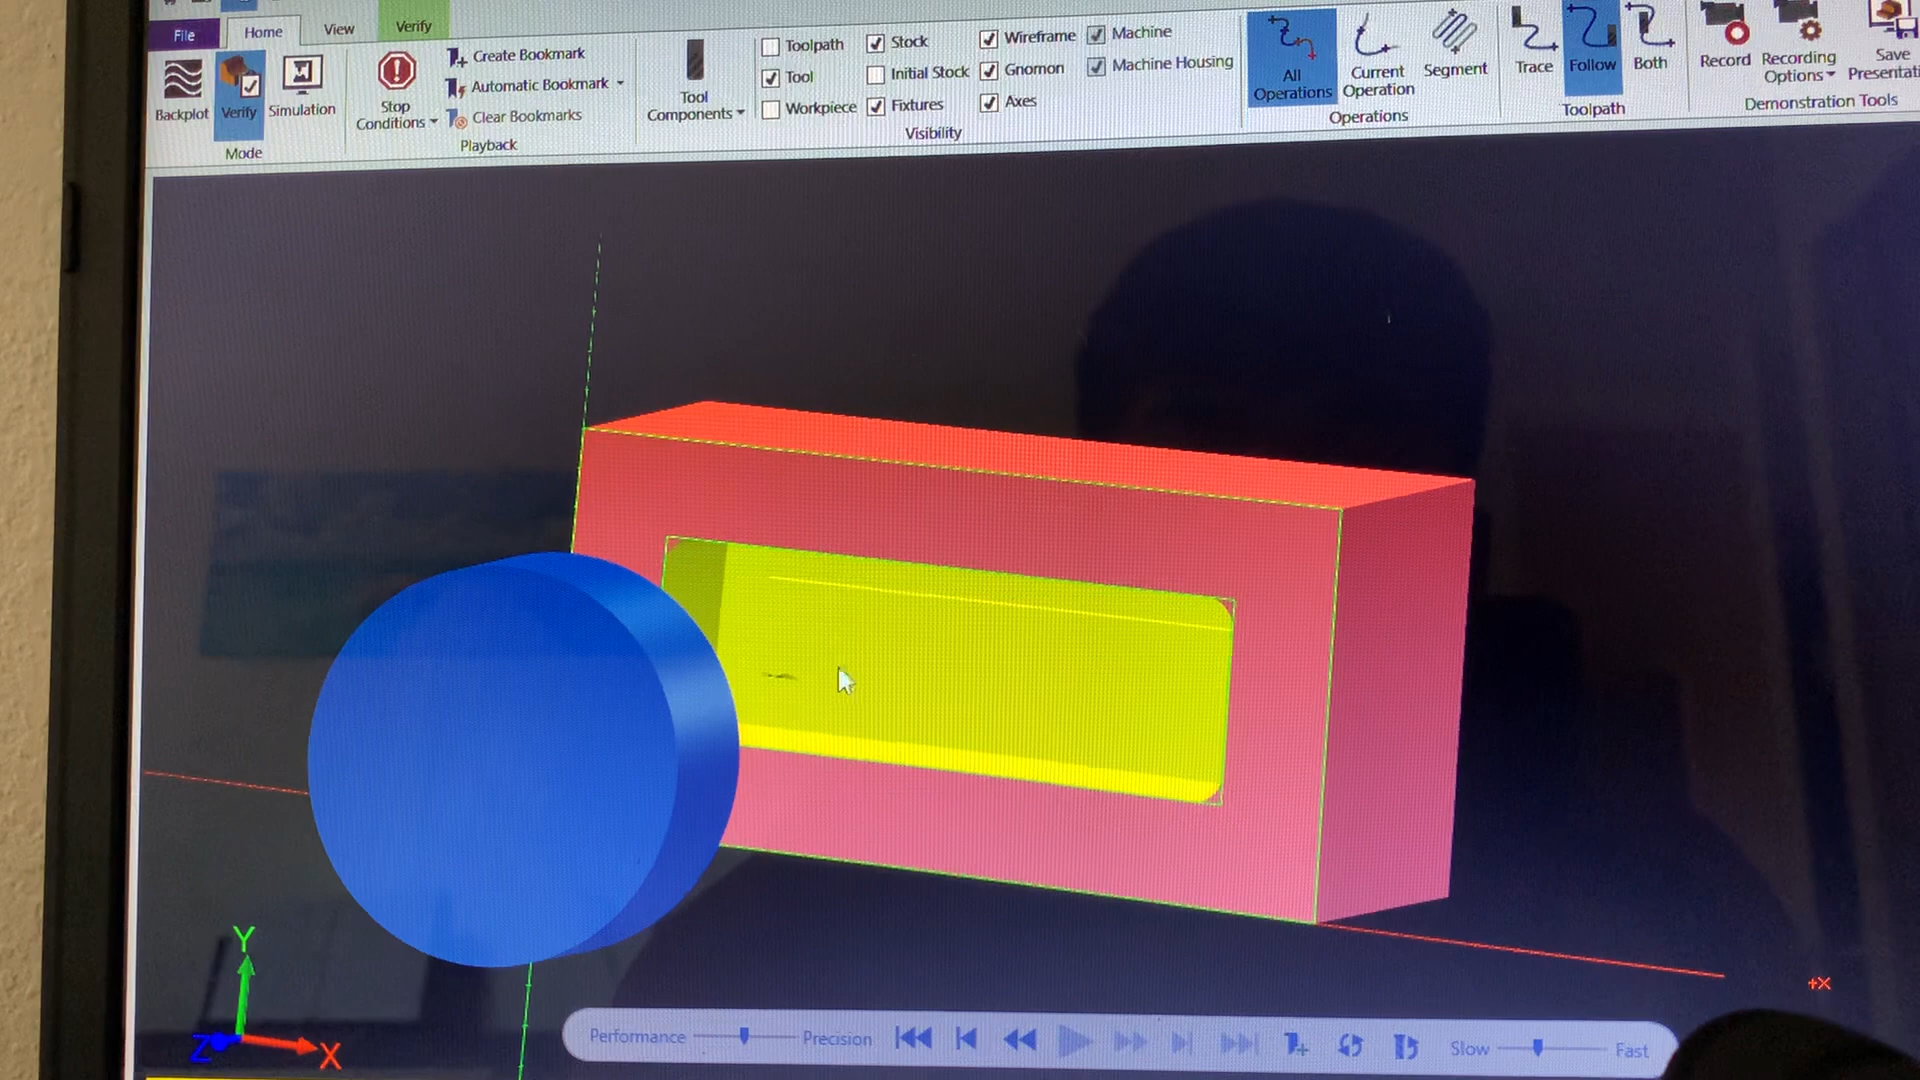 File
Home
View
Verify
Backplot
Verify
Simulation
Mode
Stop
Conditions
Create Bookmark
Automatic Bookmark
Clear Bookmarks
Playback
Tool
Components
Toolpath
Tool
Workpiece
Stock
Initial Stock
Fixtures
Wireframe
Gnomon
Axes
Machine
Machine Housing
Visibility
All
Operations
Current
Operation
Segment
Operations
Trace
Follow
Both
Toolpath
Record
Recording
Options
Save
Presentati
Demonstration Tools
Y
Z
X
+X
Performance
Precision
Slow
Fast